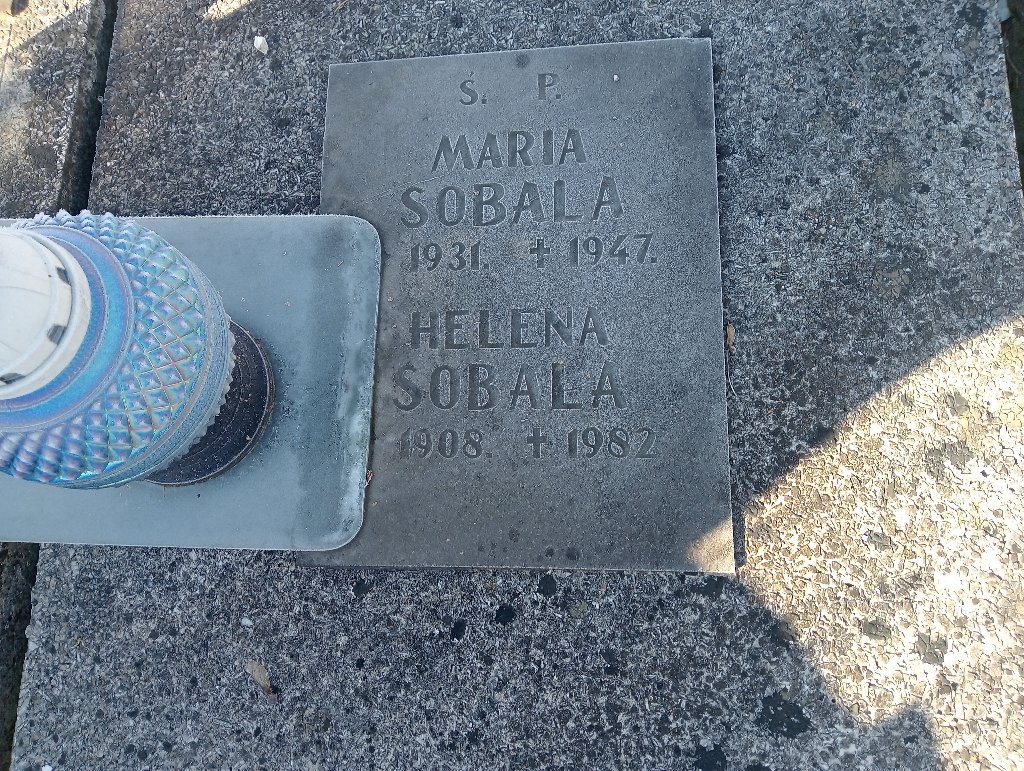 Ś. P.
MARIA
SOBALA
1931. + 1947.
HELENA
SOBALA
1908. + 1982